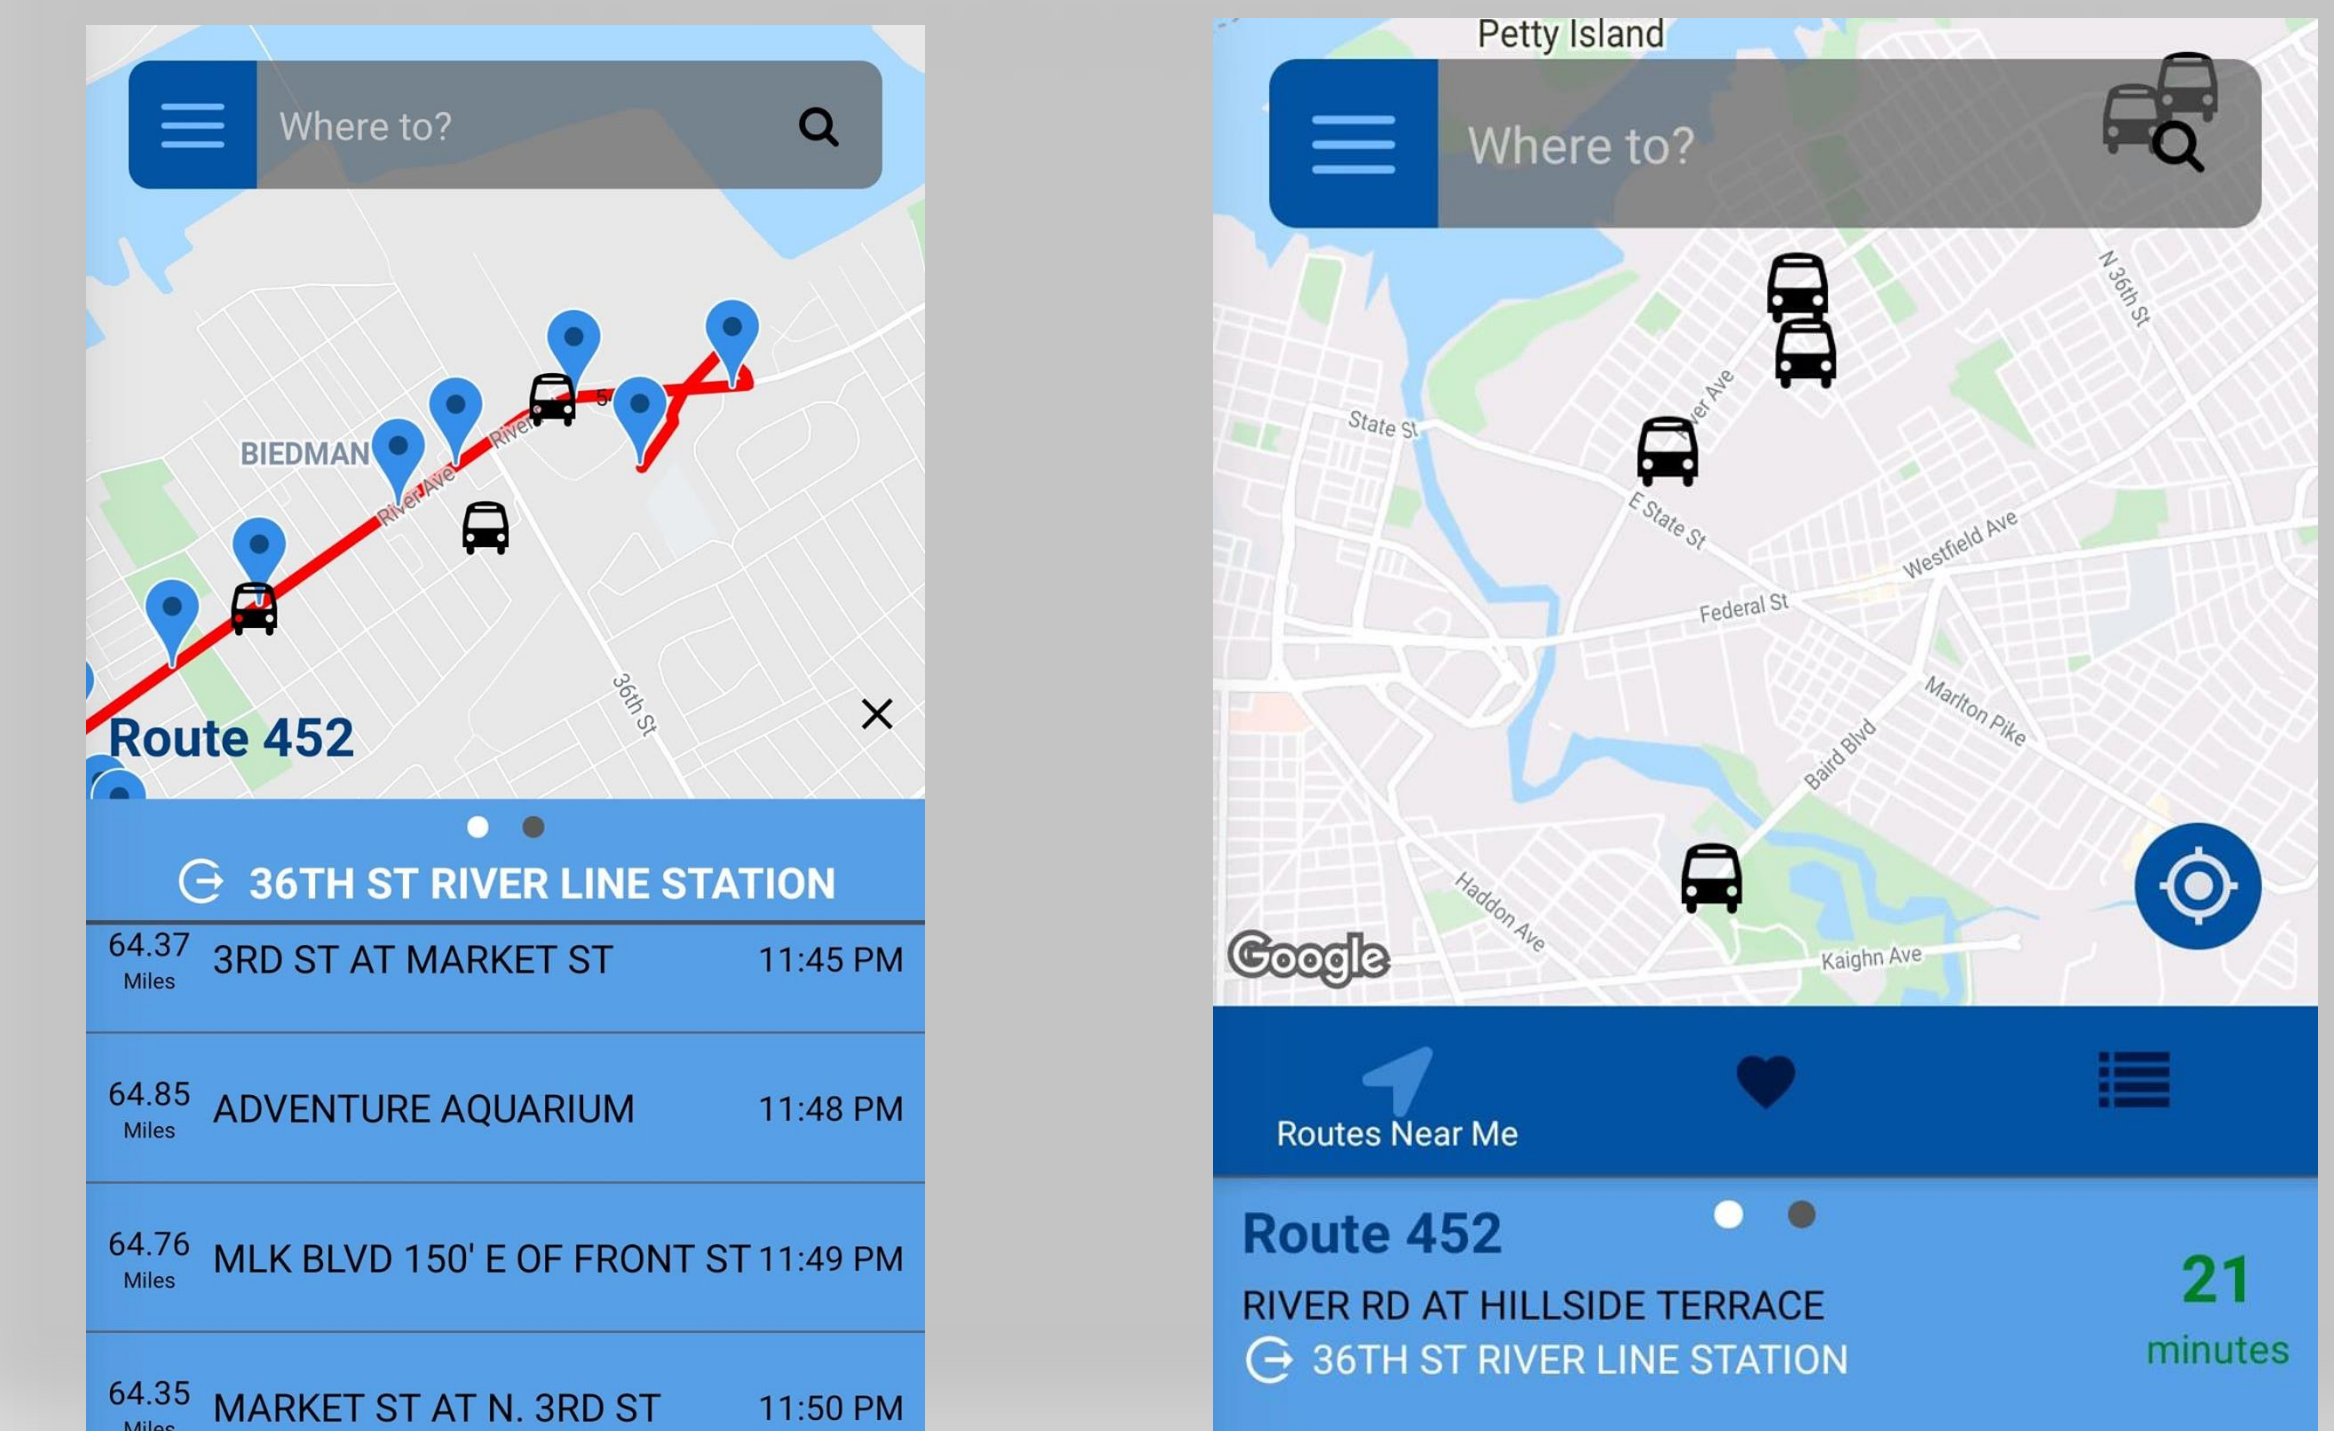 Where to?
BIEDMAN
River Ave
River
36th St
Route 452
36TH ST RIVER LINE STATION
64.37
Miles
3RD ST AT MARKET ST
11:45 PM
64.85
Miles
ADVENTURE AQUARIUM
11:48 PM
64.76
Miles
MLK BLVD 150' E OF FRONT ST
11:49 PM
64.35
Miles
MARKET ST AT N. 3RD ST
11:50 PM
Petty Island
Where to?
N 36th St
State St
Ave
E State St
Westfield Ave
Federal St
Marlton Pike
Baird Blvd
Haddon Ave
Kaighn Ave
Google
Routes Near Me
Route 452
RIVER RD AT HILLSIDE TERRACE
36TH ST RIVER LINE STATION
21
minutes